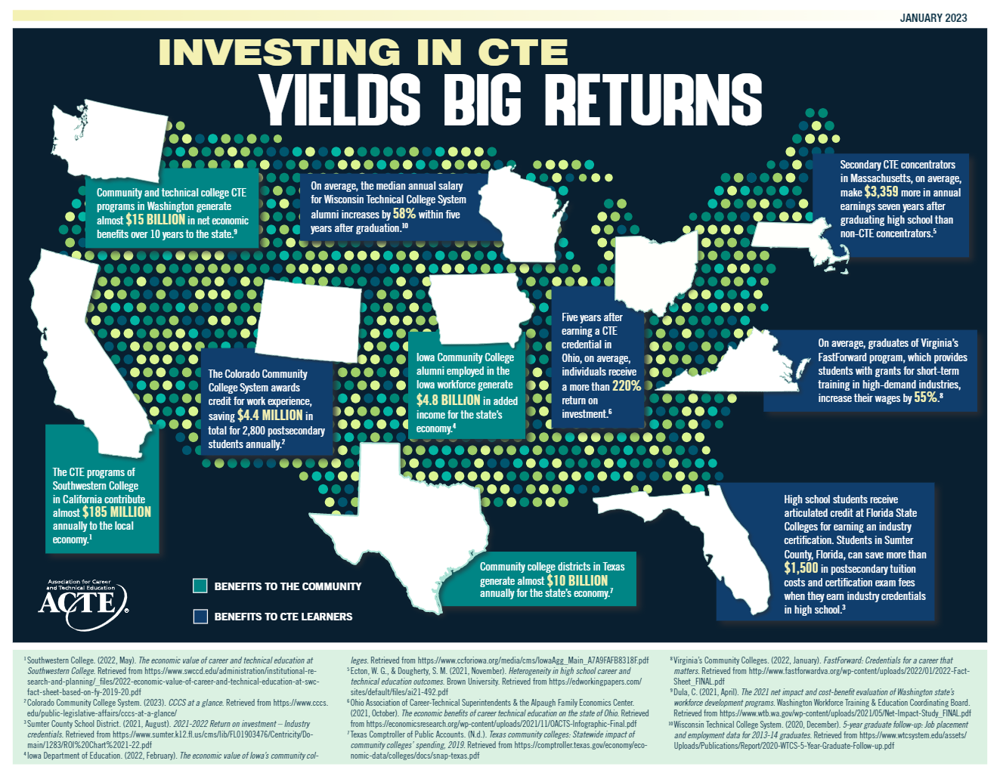 JANUARY 2023
INVESTING IN CTE
YIELDS BIG RETURNS
Community and technical college CTE
programs in Washington generate
almost $15 BILLION in net economic
benefits over 10 years to the state.⁹
On average, the median annual salary
for Wisconsin Technical College System
alumni increases by 58% within five
years after graduation.¹⁰
Secondary CTE concentrators
in Massachusetts, on average,
make $3,359 more in annual
earnings seven years after
graduating high school than
non-CTE concentrators.⁵
Five years after
earning a CTE
credential in
Ohio, on average,
individuals receive
a more than 220%
return on
investment.⁶
On average, graduates of Virginia's
FastForward program, which provides
students with grants for short-term
training in high-demand industries,
increase their wages by 55%.⁸
The Colorado Community
College System awards
credit for work experience,
saving $4.4 MILLION in
total for 2,800 postsecondary
students annually.²
Iowa Community College
alumni employed in the
Iowa workforce generate
$4.8 BILLION in added
income for the state's
economy.⁴
The CTE programs of
Southwestern College
in California contribute
almost $185 MILLION
annually to the local
economy.¹
High school students receive
articulated credit at Florida State
Colleges for earning an industry
certification. Students in Sumter
County, Florida, can save more than
$1,500 in postsecondary tuition
costs and certification exam fees
when they earn industry credentials
in high school.³
Community college districts in Texas
generate almost $10 BILLION
annually for the state's economy.⁷
Association for Career
and Technical Education
ACTE®
BENEFITS TO THE COMMUNITY
BENEFITS TO CTE LEARNERS
¹ Southwestern College. (2022, May). The economic value of career and technical education at
Southwestern College. Retrieved from https://www.swccd.edu/administration/institutional-re-
search-and-planning/_files/2022-economic-value-of-career-and-technical-education-at-swc-
fact-sheet-based-on-fy-2019-20.pdf
² Colorado Community College System. (2023). CCCS at a glance. Retrieved from https://www.cccs.
edu/public-legislative-affairs/cccs-at-a-glance/
³ Sumter County School District. (2021, August). 2021-2022 Return on investment – Industry
credentials. Retrieved from https://www.sumter.k12.fl.us/cms/lib/FL01903476/Centricity/Do-
main/1283/ROI%20Chart%2021-22.pdf
⁴ Iowa Department of Education. (2022, February). The economic value of Iowa's community col-
leges. Retrieved from https://www.ccforiowa.org/media/cms/IowaAgg_Main_A7A9FAFB8318F.pdf
⁵ Ecton, W. G., & Dougherty, S. M. (2021, November). Heterogeneity in high school career and
technical education outcomes. Brown University. Retrieved from https://edworkingpapers.com/
sites/default/files/ai21-492.pdf
⁶ Ohio Association of Career-Technical Superintendents & the Alpaugh Family Economics Center.
(2021, October). The economic benefits of career technical education on the state of Ohio. Retrieved
from https://economicsresearch.org/wp-content/uploads/2021/11/OACTS-Infographic-Final.pdf
⁷ Texas Comptroller of Public Accounts. (N.d.). Texas community colleges: Statewide impact of
community colleges' spending, 2019. Retrieved from https://comptroller.texas.gov/economy/eco-
nomic-data/colleges/docs/snap-texas.pdf
⁸ Virginia's Community Colleges. (2022, January). FastForward: Credentials for a career that
matters. Retrieved from http://www.fastforwardva.org/wp-content/uploads/2022/01/2022-Fact-
Sheet_FINAL.pdf
⁹ Dula, C. (2021, April). The 2021 net impact and cost-benefit evaluation of Washington state's
workforce development programs. Washington Workforce Training & Education Coordinating Board.
Retrieved from https://www.wtb.wa.gov/wp-content/uploads/2021/05/Net-Impact-Study_FINAL.pdf
¹⁰ Wisconsin Technical College System. (2020, December). 5-year graduate follow-up: Job placement
and employment data for 2013-14 graduates. Retrieved from https://www.wtcsystem.edu/assets/
Uploads/Publications/Report/2020-WTCS-5-Year-Graduate-Follow-up.pdf